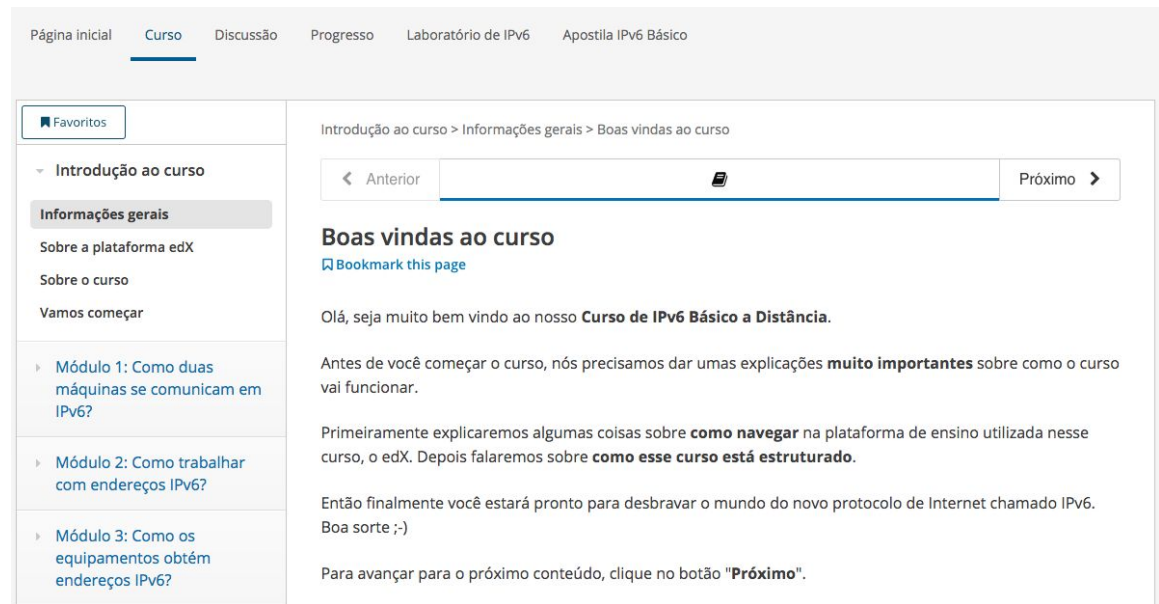 Página inicial Curso Discussão Progresso Laboratório de IPv6 Apostila IPv6 Básico
Favoritos
Introdução ao curso
Informações gerais
Sobre a plataforma edX
Sobre o curso
Vamos começar
Módulo 1: Como duas
máquinas se comunicam em
IPv6?
Módulo 2: Como trabalhar
com endereços IPv6?
Módulo 3: Como os
equipamentos obtém
endereços IPv6?
Introdução ao curso > Informações gerais > Boas vindas ao curso
Anterior
Próximo
Boas vindas ao curso
Bookmark this page
Olá, seja muito bem vindo ao nosso Curso de IPv6 Básico a Distância.
Antes de você começar o curso, nós precisamos dar umas explicações muito importantes sobre como o curso
vai funcionar.
Primeiramente explicaremos algumas coisas sobre como navegar na plataforma de ensino utilizada nesse
curso, o edX. Depois falaremos sobre como esse curso está estruturado.
Então finalmente você estará pronto para desbravar o mundo do novo protocolo de Internet chamado IPv6.
Boa sorte ;-)
Para avançar para o próximo conteúdo, clique no botão "Próximo".